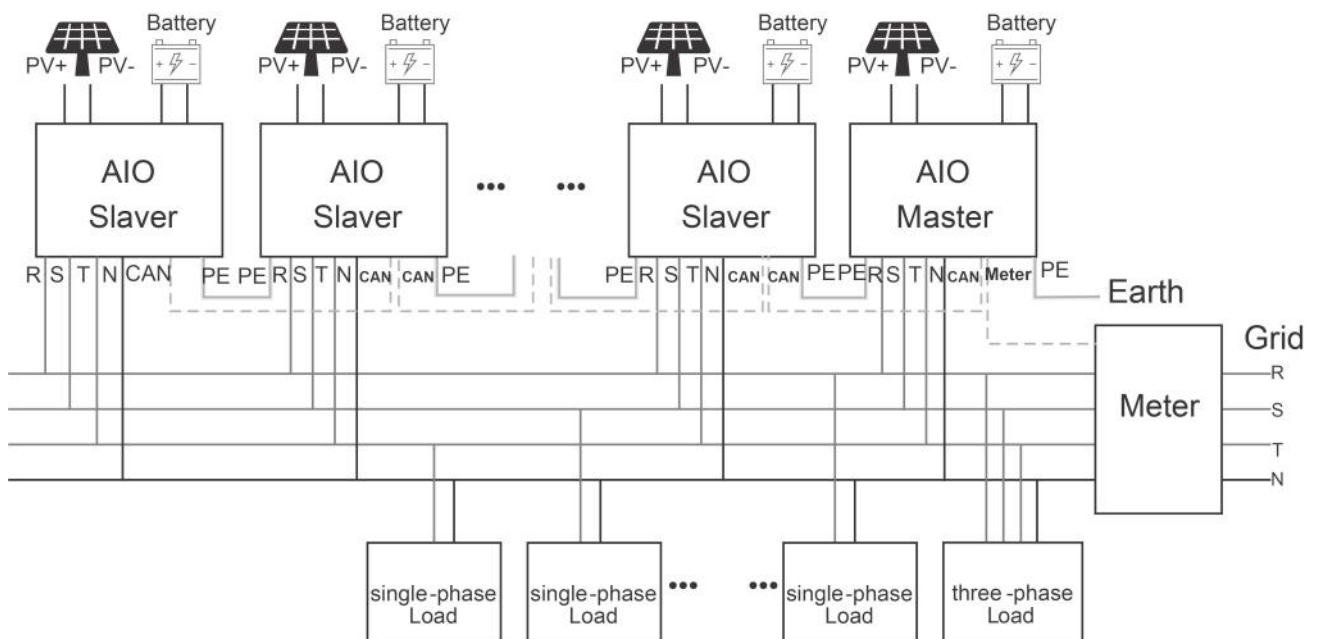 Battery Battery Battery Battery
PV+ PV- + - PV+ PV- + - PV+ PV- + - PV+ PV- + -
AIO
Slaver
AIO
Slaver
... ...
AIO
Slaver
AIO
Master
R S T N CAN PE PE R S T N CAN CAN PE PE R S T N CAN CAN PE PE R S T N CAN Meter PE
Earth
Grid
Meter
R
S
T
N
single-phase
Load
single-phase
Load
... ...
single-phase
Load
three-phase
Load